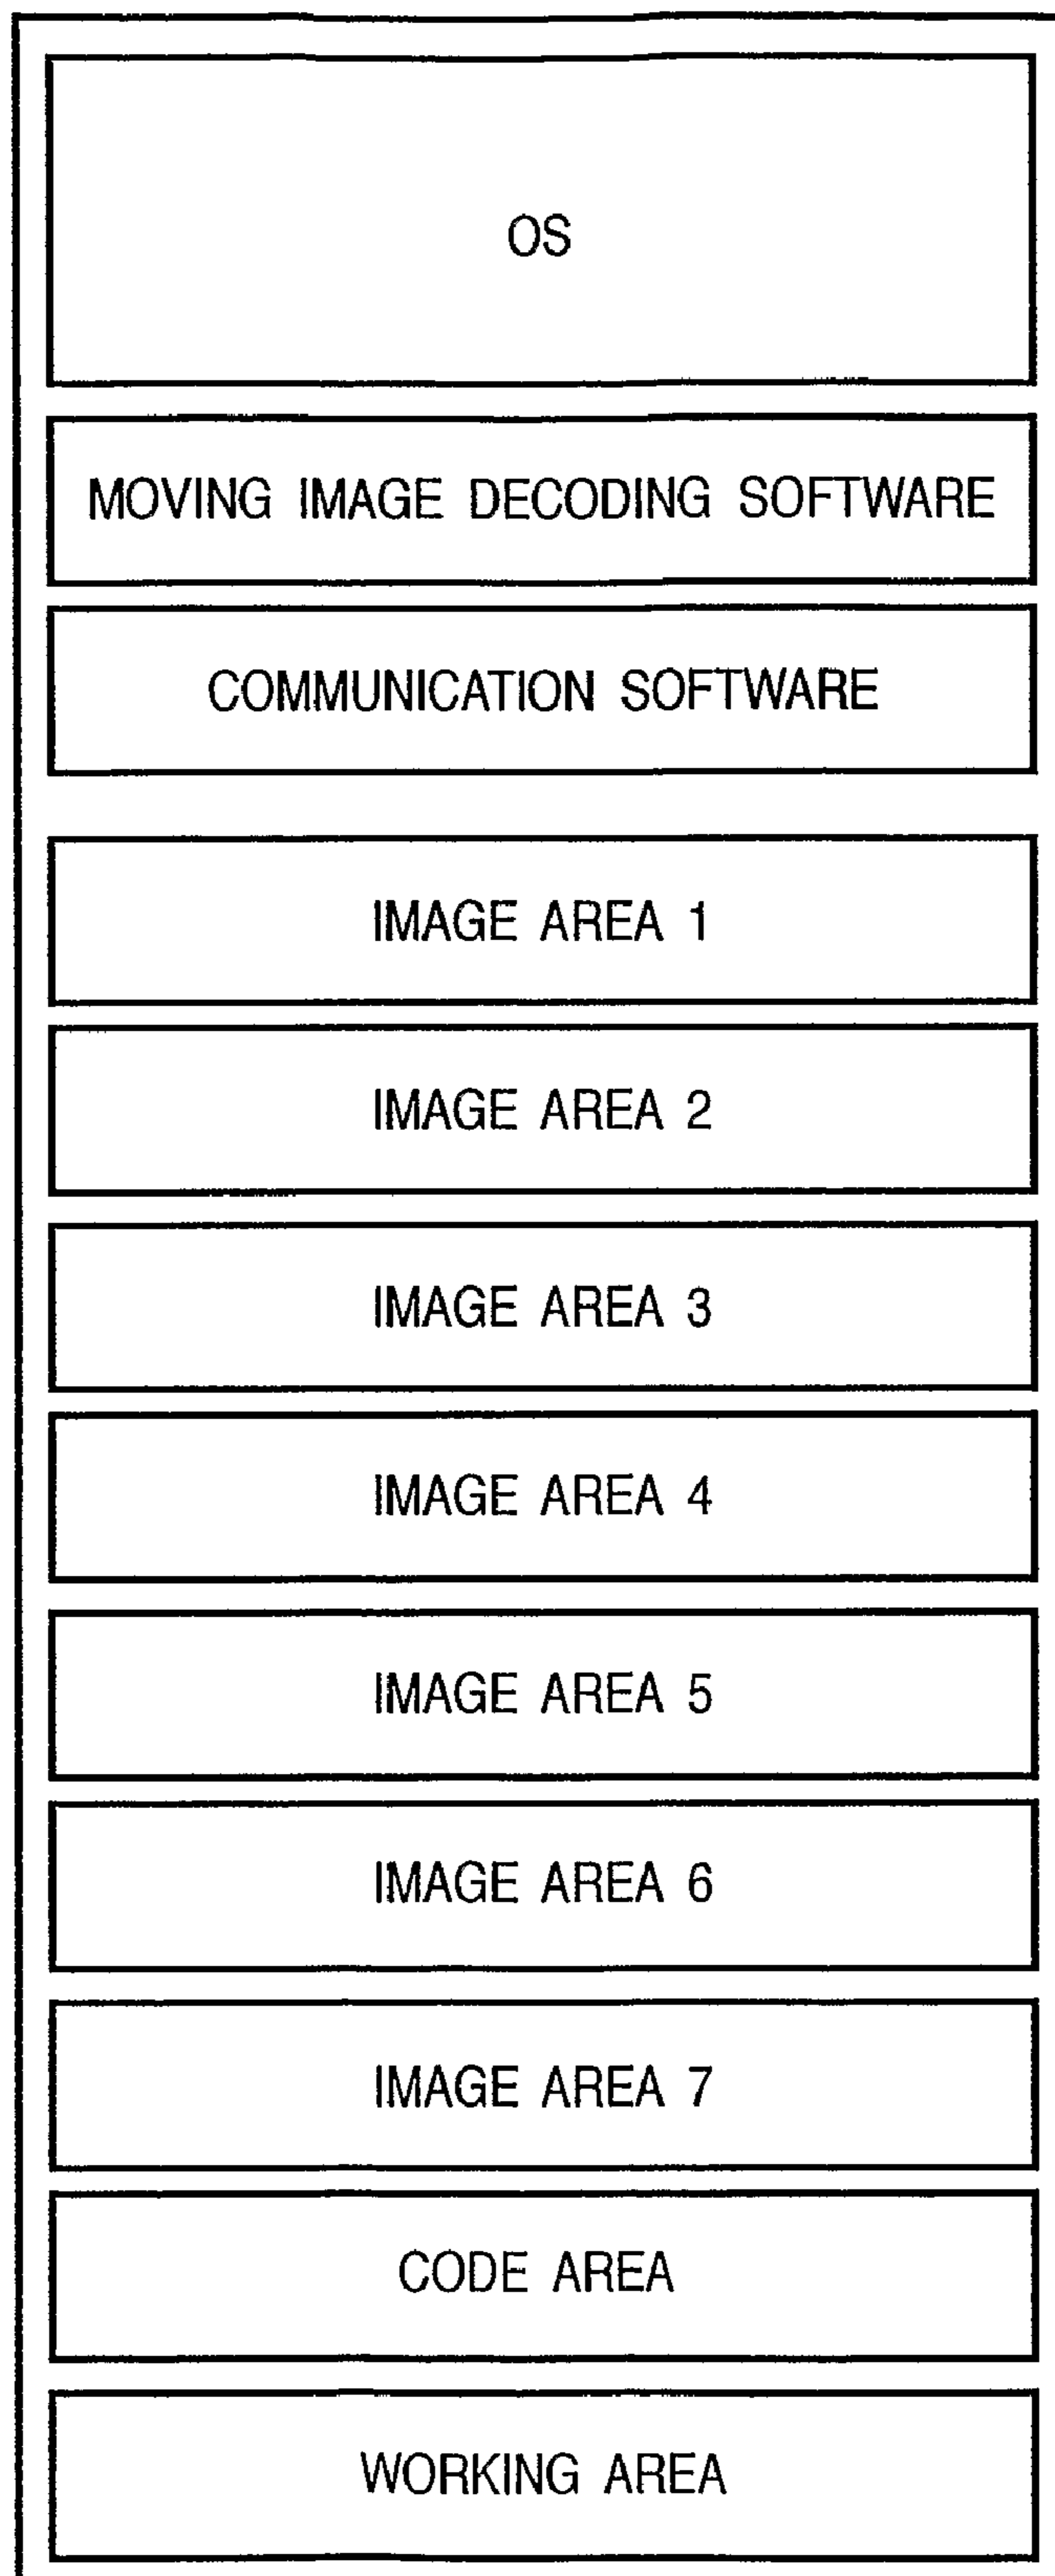 OS
MOVING IMAGE DECODING SOFTWARE
COMMUNICATION SOFTWARE
IMAGE AREA 1
IMAGE AREA 2
IMAGE AREA 3
IMAGE AREA 4
IMAGE AREA 5
IMAGE AREA 6
IMAGE AREA 7
CODE AREA
WORKING AREA